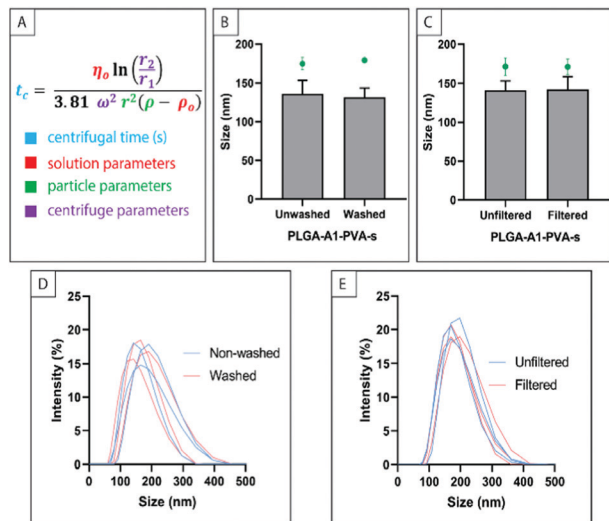 A
t_c = η_o ln(r_2/r_1) / 3.81 ω² r²(ρ − ρ_o)
centrifugal time (s)
solution parameters
particle parameters
centrifuge parameters
B
Size (nm)
200
150
100
50
0
Unwashed Washed
PLGA-A1-PVA-s
C
Size (nm)
200
150
100
50
0
Unfiltered Filtered
PLGA-A1-PVA-s
D
Intensity (%)
25
20
15
10
5
0
Non-washed
Washed
0 100 200 300 400 500
Size (nm)
E
Intensity (%)
25
20
15
10
5
0
Unfiltered
Filtered
0 100 200 300 400 500
Size (nm)